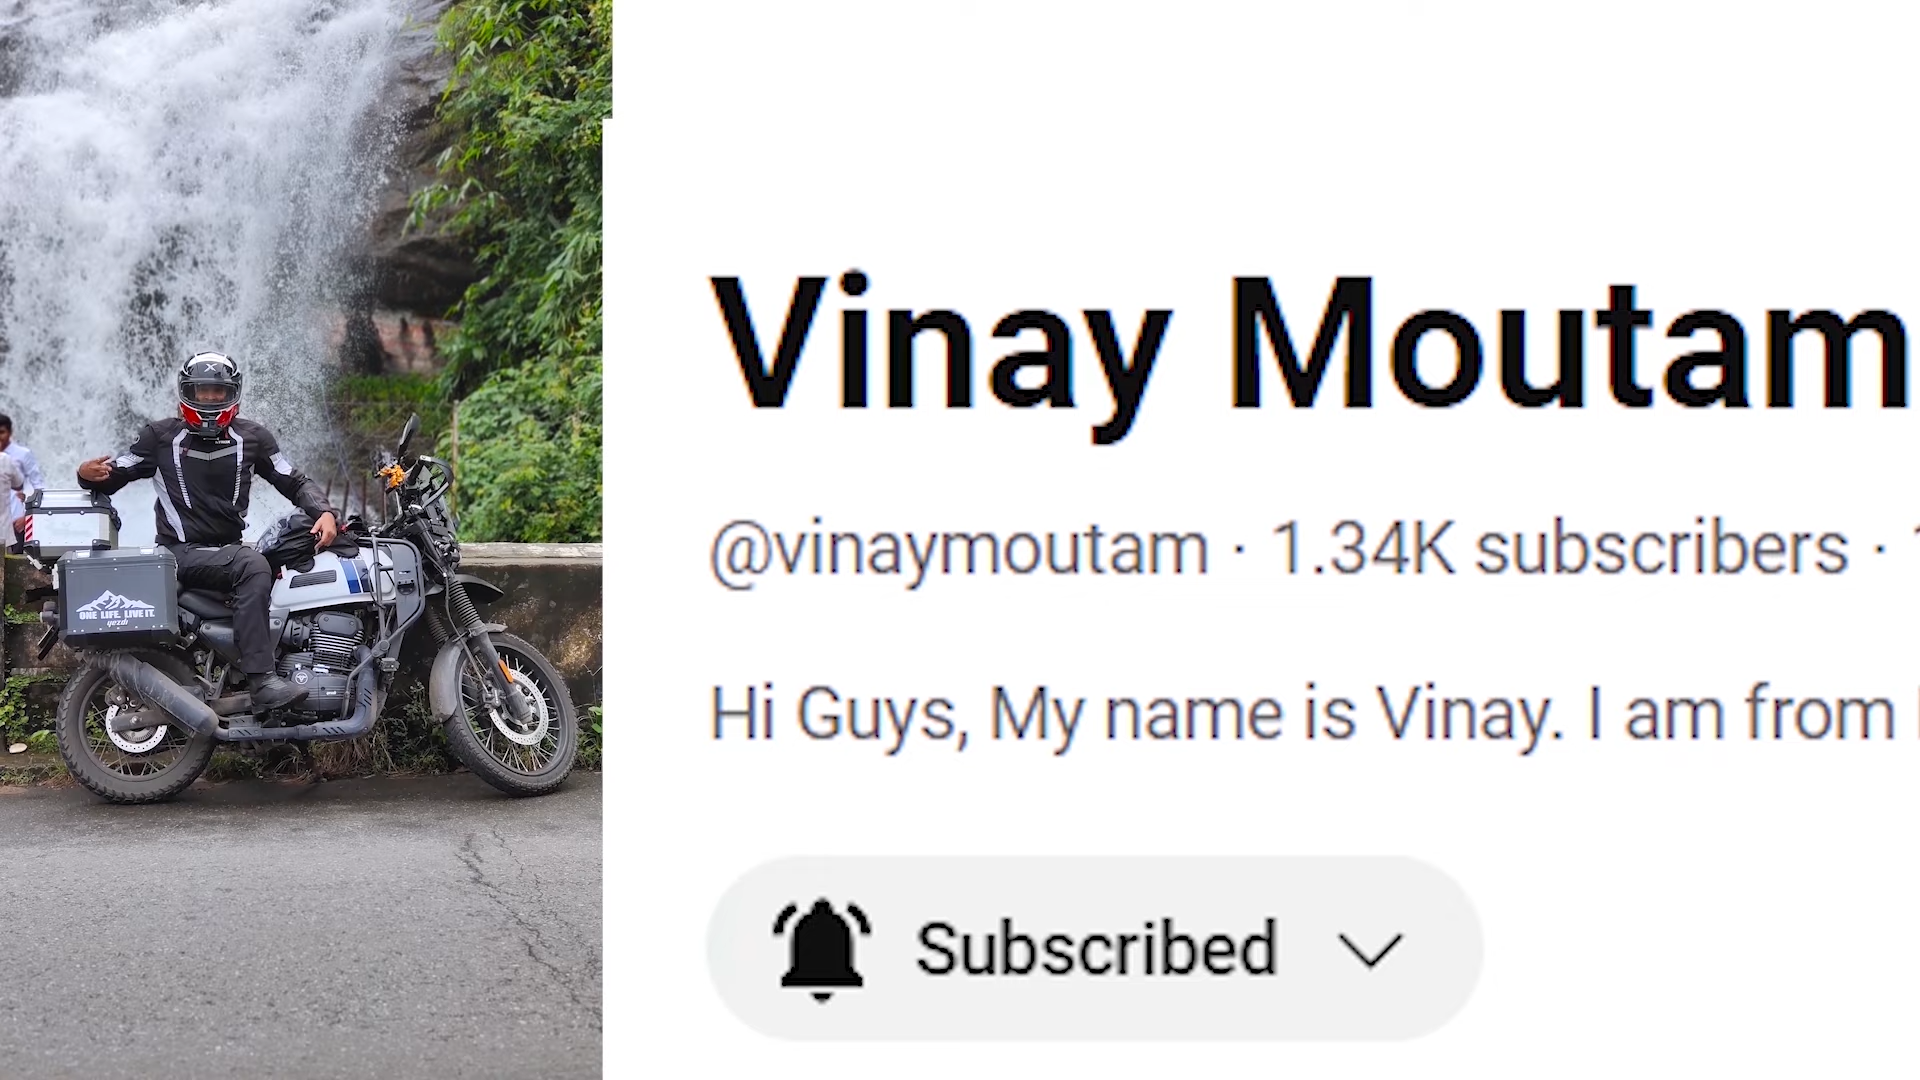 Vinay Moutam
@vinaymoutam · 1.34K subscribers ·
Hi Guys, My name is Vinay. I am from
Subscribed
ONE LIFE. LIVE IT.
yezdi